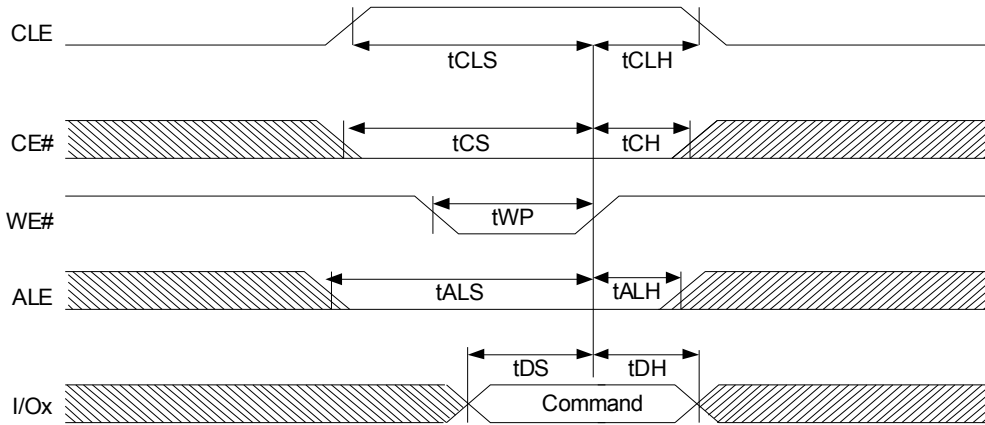 CLE
tCLS tCLH
CE#
tCS tCH
WE#
tWP
ALE
tALS tALH
tDS tDH
I/Ox
Command